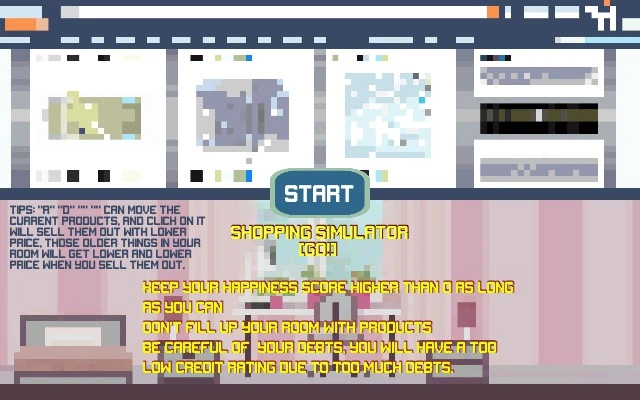 START
TIPS: "A" "D" "" "" CAN MOVE THE
CURRENT PRODUCTS, AND CLICK ON IT
WILL SELL THEM OUT WITH LOWER
PRICE, THOSE OLDER THINGS IN YOUR
ROOM WILL GET LOWER AND LOWER
PRICE WHEN YOU SELL THEM OUT.
SHOPPING SIMULATOR
[GO!]
KEEP YOUR HAPPINESS SCORE HIGHER THAN 0 AS LONG
AS YOU CAN
DON'T FILL UP YOUR ROOM WITH PRODUCTS
BE CAREFUL OF YOUR DEBTS, YOU WILL HAVE A TOO
LOW CREDIT RATING DUE TO TOO MUCH DEBTS.